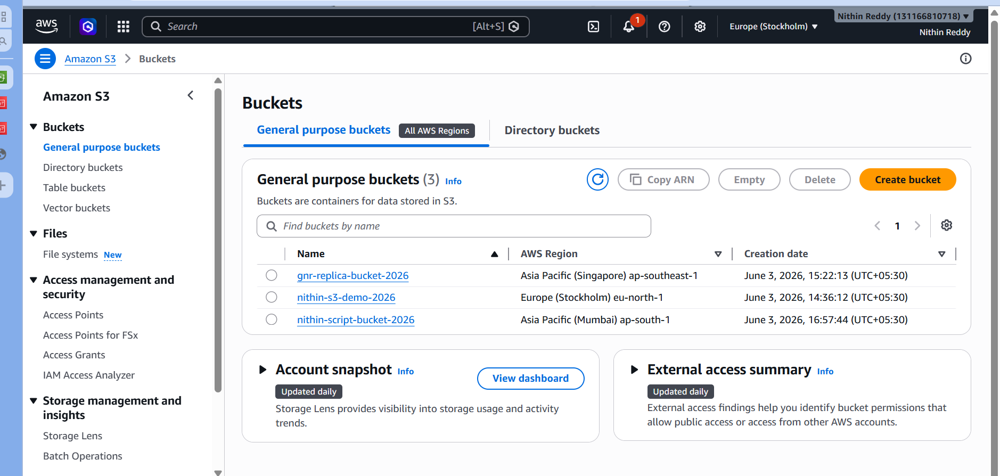 aws
Search
[Alt+S]
1
Europe (Stockholm) ▼
Nithin Reddy (131166810718) ▼
Nithin Reddy
Amazon S3 > Buckets
Amazon S3
Buckets
General purpose buckets
Directory buckets
Table buckets
Vector buckets
Files
File systems New
Access management and
security
Access Points
Access Points for FSx
Access Grants
IAM Access Analyzer
Storage management and
insights
Storage Lens
Batch Operations
Buckets
General purpose buckets All AWS Regions
Directory buckets
General purpose buckets (3) Info
Copy ARN
Empty
Delete
Create bucket
Buckets are containers for data stored in S3.
Find buckets by name
1
Name AWS Region Creation date
gnr-replica-bucket-2026 Asia Pacific (Singapore) ap-southeast-1 June 3, 2026, 15:22:13 (UTC+05:30)
nithin-s3-demo-2026 Europe (Stockholm) eu-north-1 June 3, 2026, 14:36:12 (UTC+05:30)
nithin-script-bucket-2026 Asia Pacific (Mumbai) ap-south-1 June 3, 2026, 16:57:44 (UTC+05:30)
Account snapshot Info
View dashboard
Updated daily
Storage Lens provides visibility into storage usage and activity
trends.
External access summary Info
Updated daily
External access findings help you identify bucket permissions that
allow public access or access from other AWS accounts.